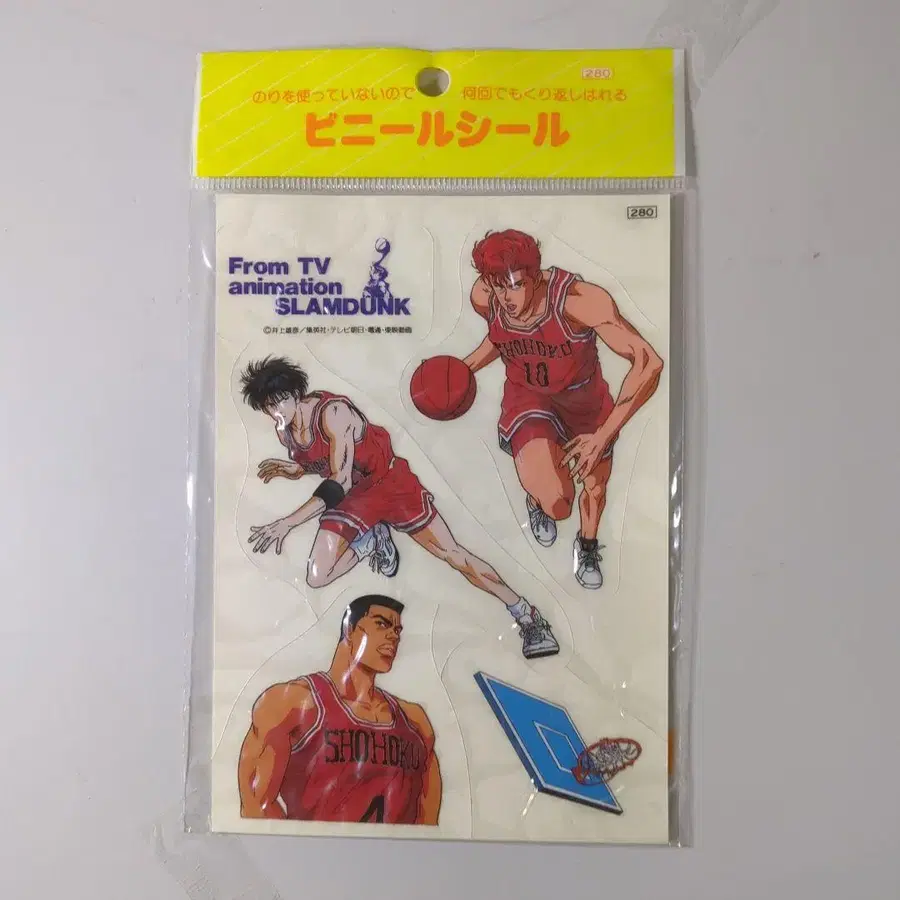 280
のりを使っていないので 何回でもくり返しはれる
ビニールシール
280
From TV
animation
SLAMDUNK
©井上雄彦/集英社・テレビ朝日・電通・東映動画
SHOHOKU
10
SHOHOKU
4